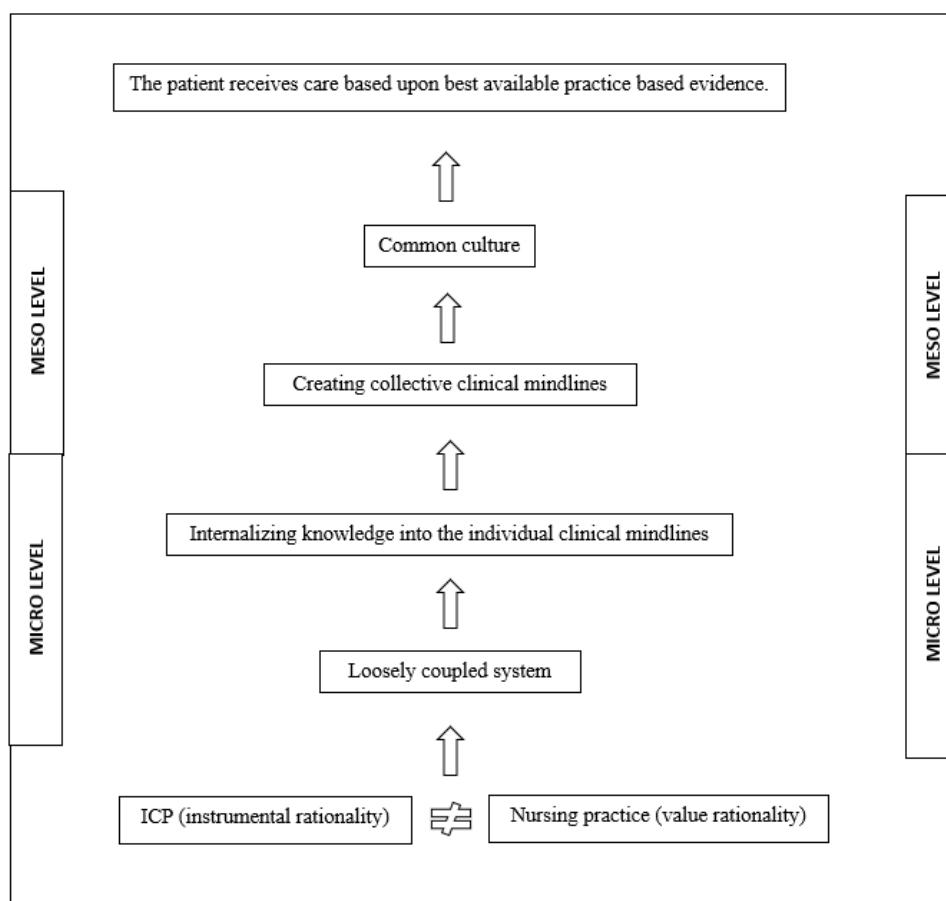 The patient receives care based upon best available practice based evidence.
MESO LEVEL
MESO LEVEL
Common culture
Creating collective clinical mindlines
MICRO LEVEL
MICRO LEVEL
Internalizing knowledge into the individual clinical mindlines
Loosely coupled system
ICP (instrumental rationality) ≠ Nursing practice (value rationality)